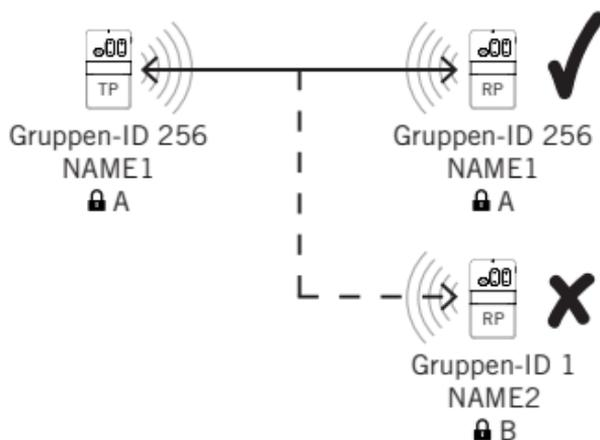 TP
Gruppen-ID 256
NAME1
A
RP
Gruppen-ID 256
NAME1
A
RP
Gruppen-ID 1
NAME2
B